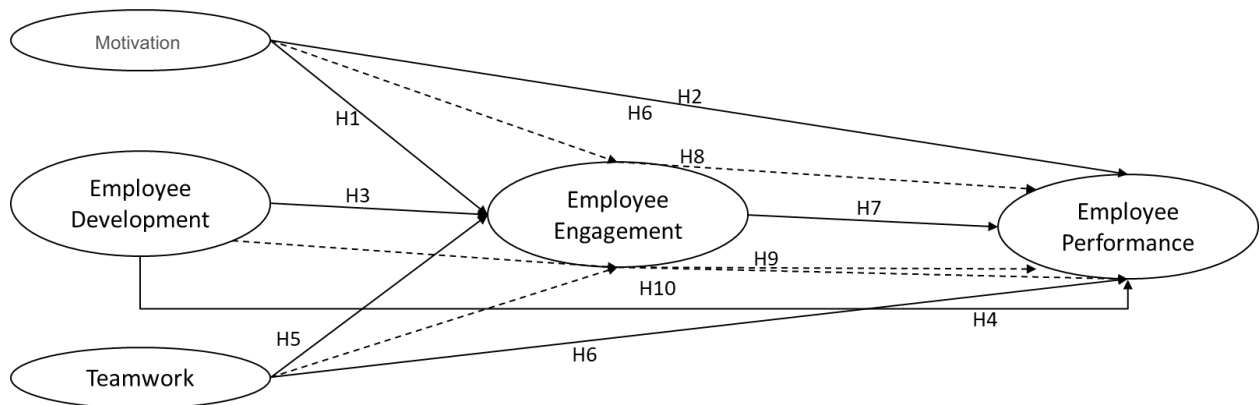 Motivation
H2
H6
H1
H8
Employee
Development
H3
Employee
Engagement
H7
Employee
Performance
H9
H10
H4
H5
H6
Teamwork